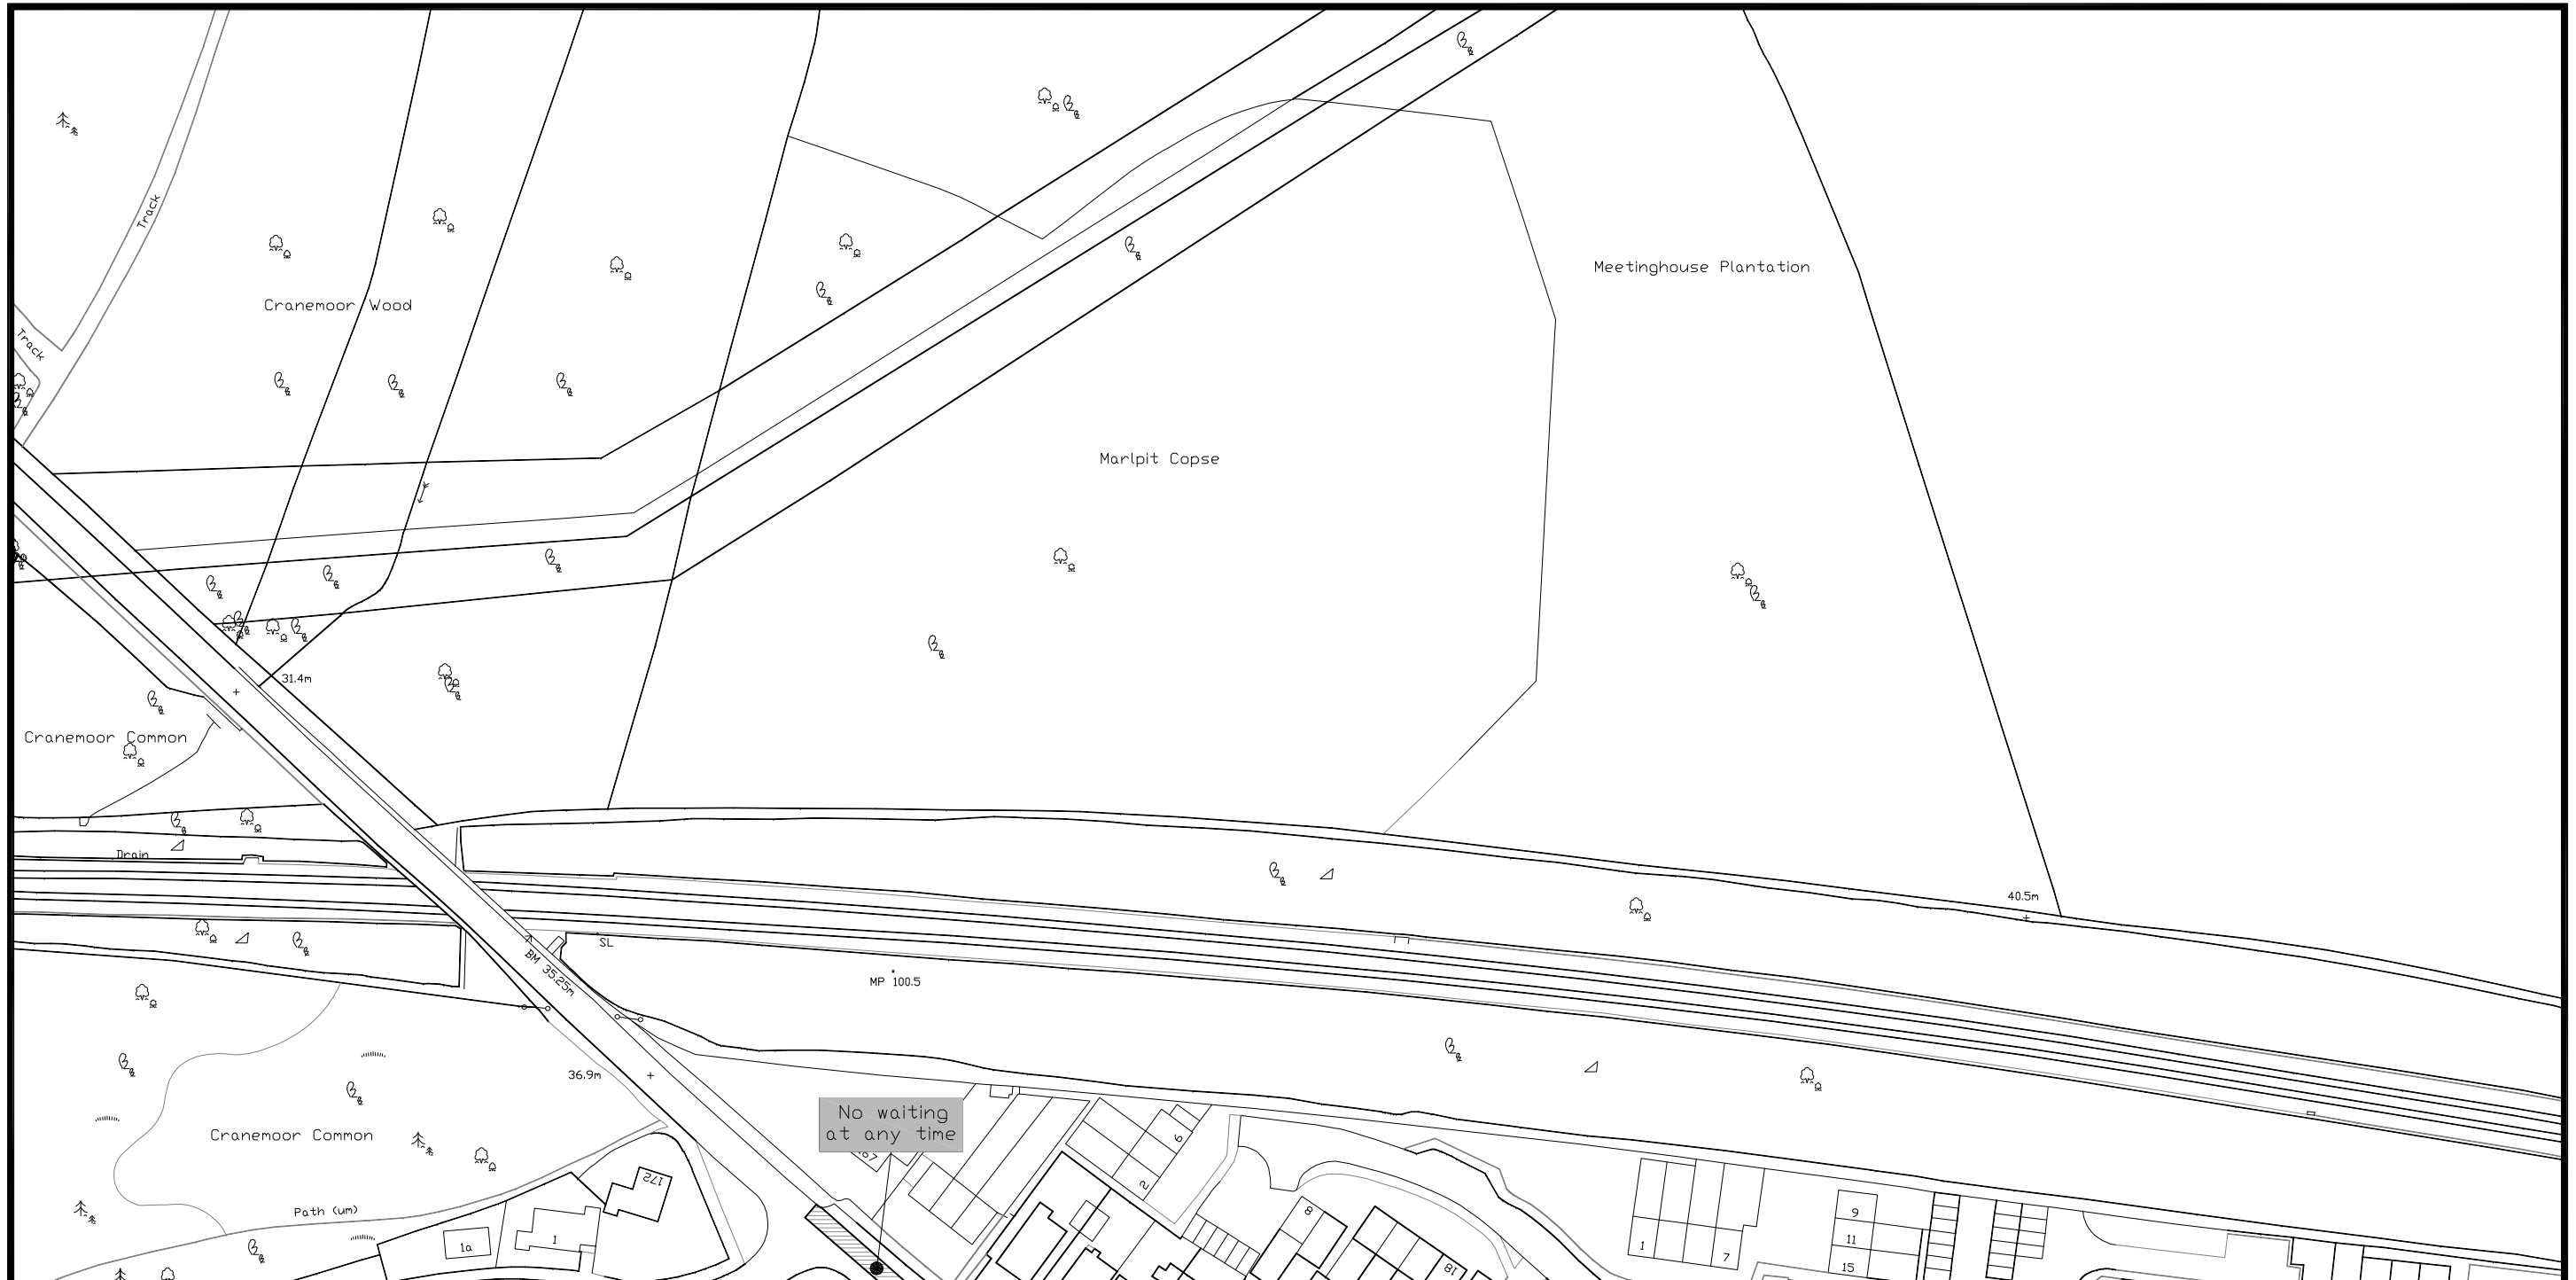 Track
Meetinghouse Plantation
Cranemoor Wood
Track
Marlpit Copse
31.4m
Cranemoor Common
Drain
40.5m
SL
BM 35.25m
MP 100.5
36.9m
No waiting
at any time
Cranemoor Common
67
6
2
172
Path (um)
1
1a
8
18
1
7
9
11
15